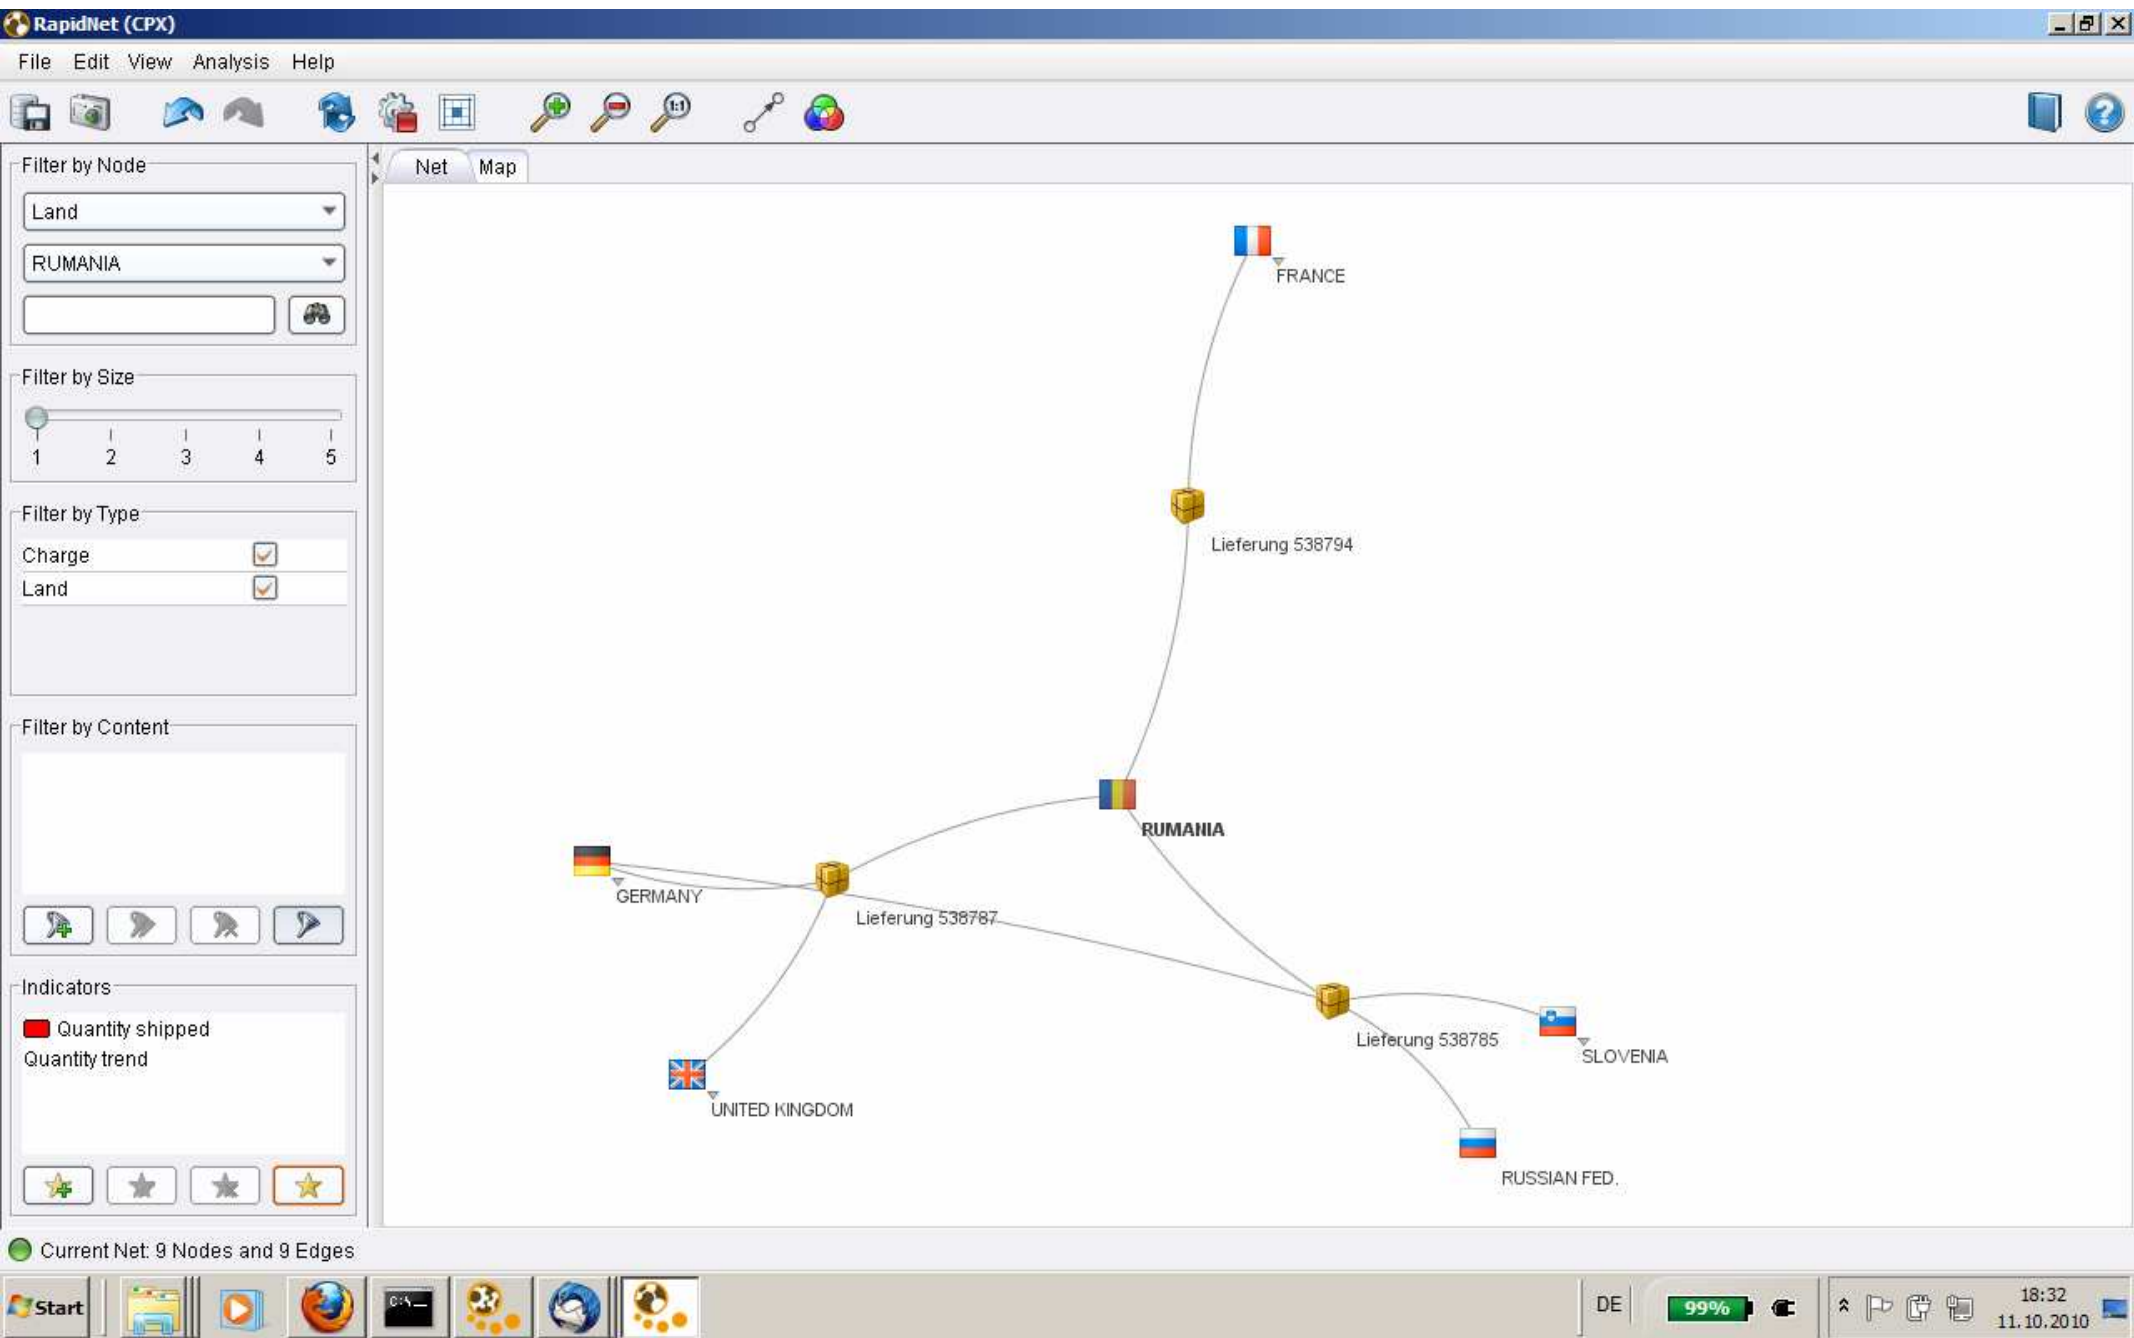 RapidNet (CPX)
File Edit View Analysis Help
1:1
Filter by Node
Land
RUMANIA
Filter by Size
1 2 3 4 5
Filter by Type
Charge
Land
Filter by Content
Indicators
Quantity shipped
Quantity trend
Net Map
FRANCE
Lieferung 538794
RUMANIA
GERMANY
Lieferung 538787
Lieferung 538785
SLOVENIA
UNITED KINGDOM
RUSSIAN FED.
Current Net: 9 Nodes and 9 Edges
Start
C:\
DE
99%
18:32
11.10.2010